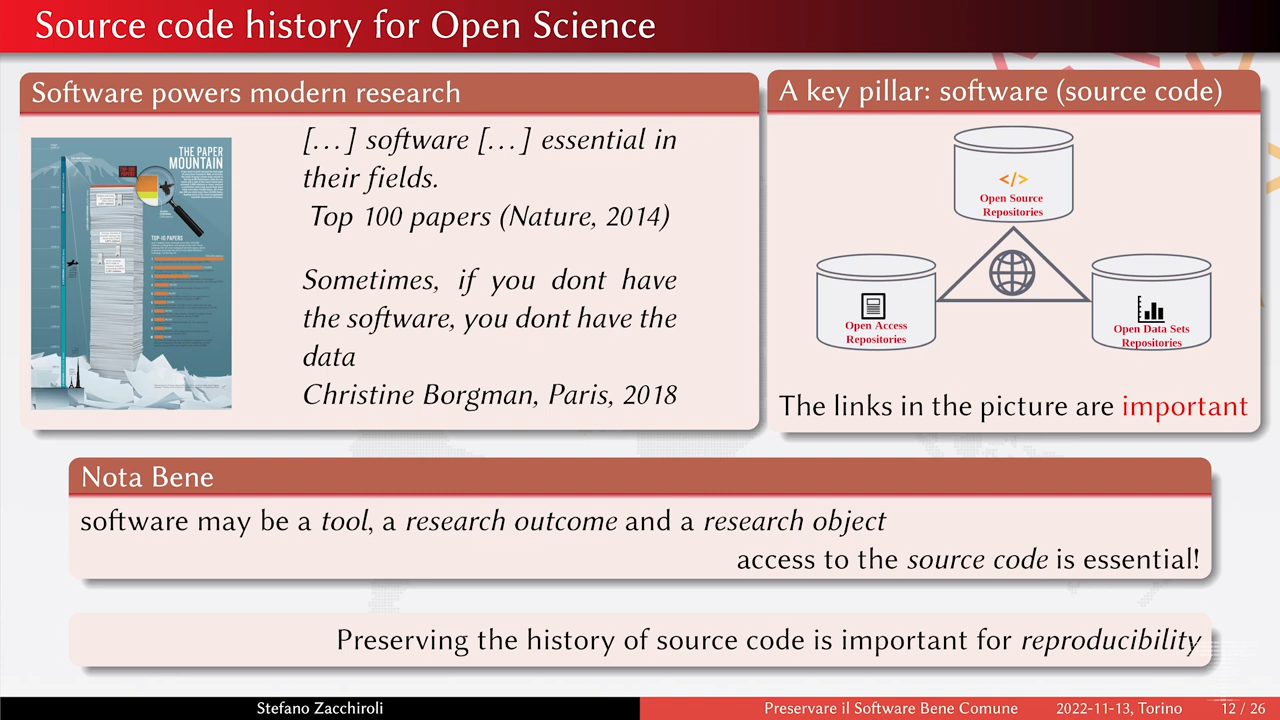 Source code history for Open Science
Software powers modern research
THE PAPER
MOUNTAIN
TOP-10 PAPERS
[...] software [...] essential in
their fields.
Top 100 papers (Nature, 2014)
Sometimes, if you dont have
the software, you dont have the
data
Christine Borgman, Paris, 2018
A key pillar: software (source code)
</>
Open Source
Repositories
Open Access
Repositories
Open Data Sets
Repositories
The links in the picture are important
Nota Bene
software may be a tool, a research outcome and a research object
access to the source code is essential!
Preserving the history of source code is important for reproducibility
Stefano Zacchiroli
Preservare il Software Bene Comune
2022-11-13, Torino
12 / 26